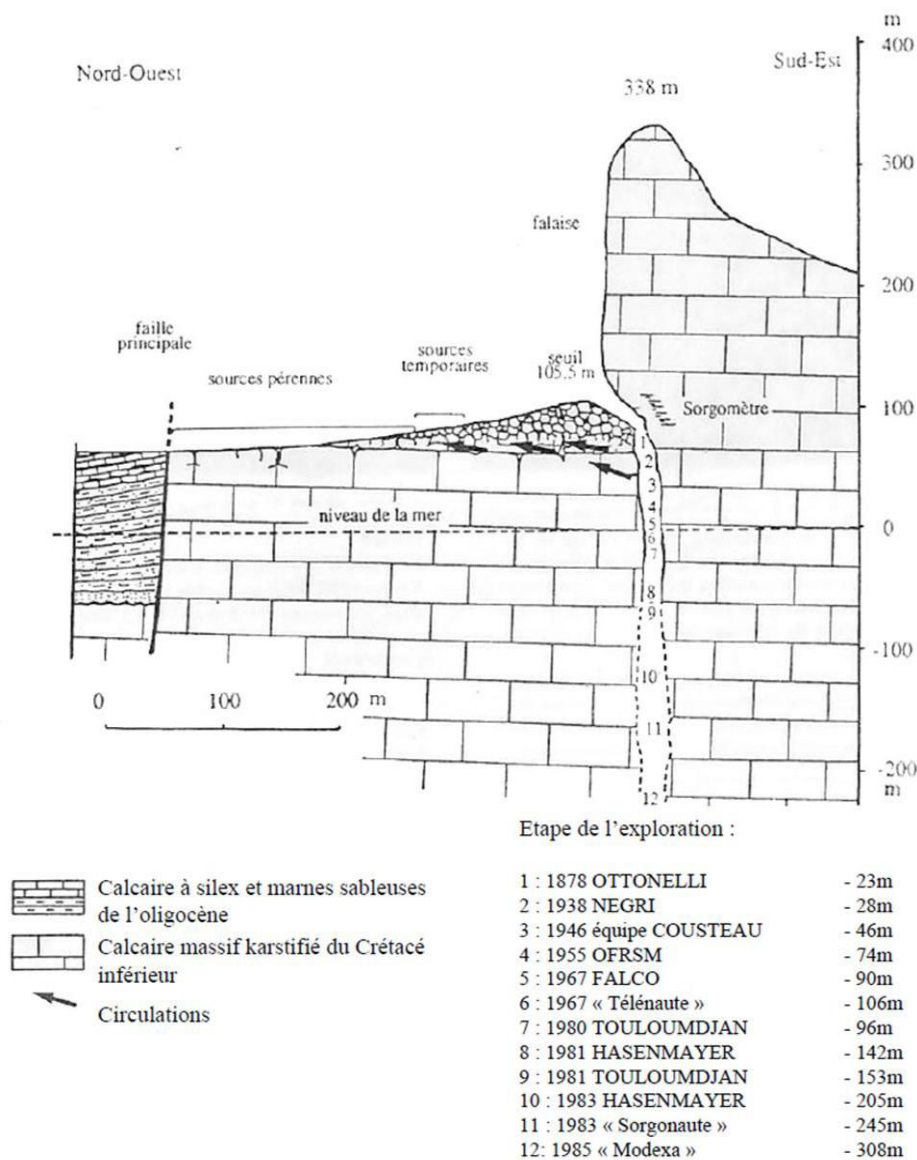 m
400
Nord-Ouest
Sud-Est
338 m
300
falaise
200
faille
principale
sources pérennes
sources
temporaires
seuil
105.5 m
Sorgomètre
100
1
2
3
4
5
niveau de la mer
0
6
7
8
9
-100
10
0 100 200 m
11
-200
m
12
Etape de l'exploration :
Calcaire à silex et marnes sableuses
de l'oligocène
Calcaire massif karstifié du Crétacé
inférieur
Circulations
1 : 1878 OTTONELLI - 23m
2 : 1938 NEGRI - 28m
3 : 1946 équipe COUSTEAU - 46m
4 : 1955 OFRSM - 74m
5 : 1967 FALCO - 90m
6 : 1967 « Télénaute » - 106m
7 : 1980 TOULOUMDJAN - 96m
8 : 1981 HASENMAYER - 142m
9 : 1981 TOULOUMDJAN - 153m
10 : 1983 HASENMAYER - 205m
11 : 1983 « Sorgonaute » - 245m
12: 1985 « Modexa » - 308m